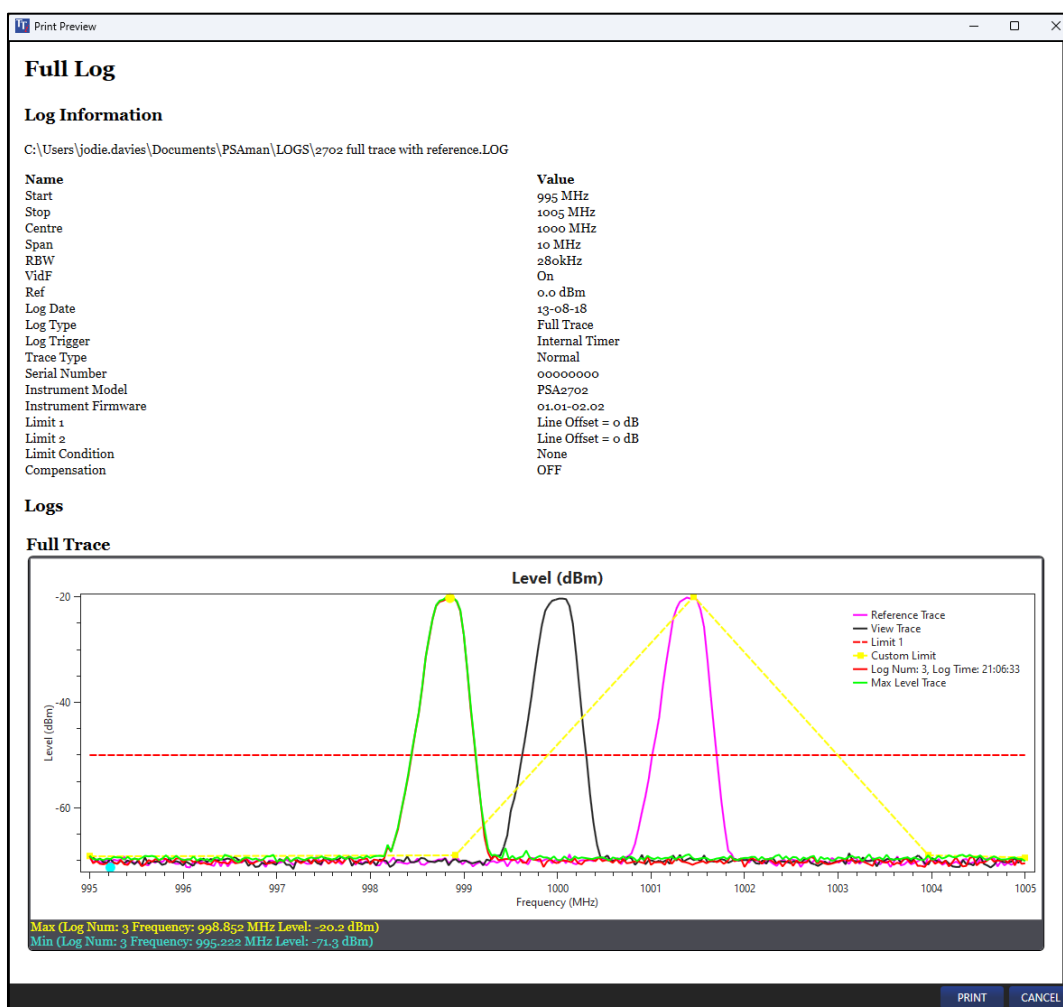 TT Print Preview
Full Log
Log Information
C:\Users\jodie.davies\Documents\PSAman\LOGS\2702 full trace with reference.LOG
Name Value
Start 995 MHz
Stop 1005 MHz
Centre 1000 MHz
Span 10 MHz
RBW 280kHz
VidF On
Ref 0.0 dBm
Log Date 13-08-18
Log Type Full Trace
Log Trigger Internal Timer
Trace Type Normal
Serial Number 00000000
Instrument Model PSA2702
Instrument Firmware 01.01-02.02
Limit 1 Line Offset = 0 dB
Limit 2 Line Offset = 0 dB
Limit Condition None
Compensation OFF
Logs
Full Trace
Level (dBm)
-20
-40
-60
Level (dBm)
Reference Trace
View Trace
Limit 1
Custom Limit
Log Num: 3, Log Time: 21:06:33
Max Level Trace
995 996 997 998 999 1000 1001 1002 1003 1004 1005
Frequency (MHz)
Max (Log Num: 3 Frequency: 998.852 MHz Level: -20.2 dBm)
Min (Log Num: 3 Frequency: 995.222 MHz Level: -71.3 dBm)
PRINT CANCEL